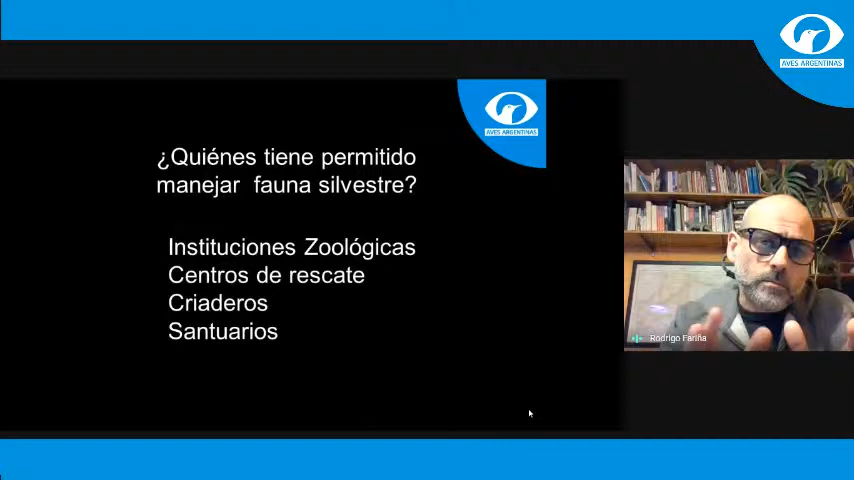 AVES ARGENTINAS
AVES ARGENTINAS
¿Quiénes tiene permitido
manejar  fauna silvestre?
Instituciones Zoológicas
Centros de rescate
Criaderos
Santuarios
Rodrigo Fariña